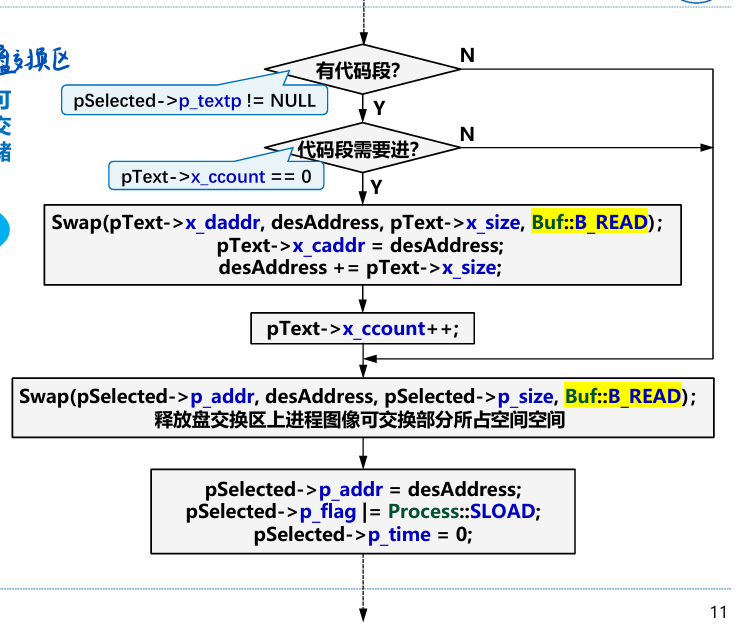 盘交换区
可
交
储
有代码段？
N
pSelected->p_textp != NULL
Y
代码段需要进？
N
pText->x_ccount == 0
Y
Swap(pText->x_daddr, desAddress, pText->x_size, Buf::B_READ);
pText->x_caddr = desAddress;
desAddress += pText->x_size;
pText->x_ccount++;
Swap(pSelected->p_addr, desAddress, pSelected->p_size, Buf::B_READ);
释放盘交换区上进程图像可交换部分所占空间空间
pSelected->p_addr = desAddress;
pSelected->p_flag |= Process::SLOAD;
pSelected->p_time = 0;
11